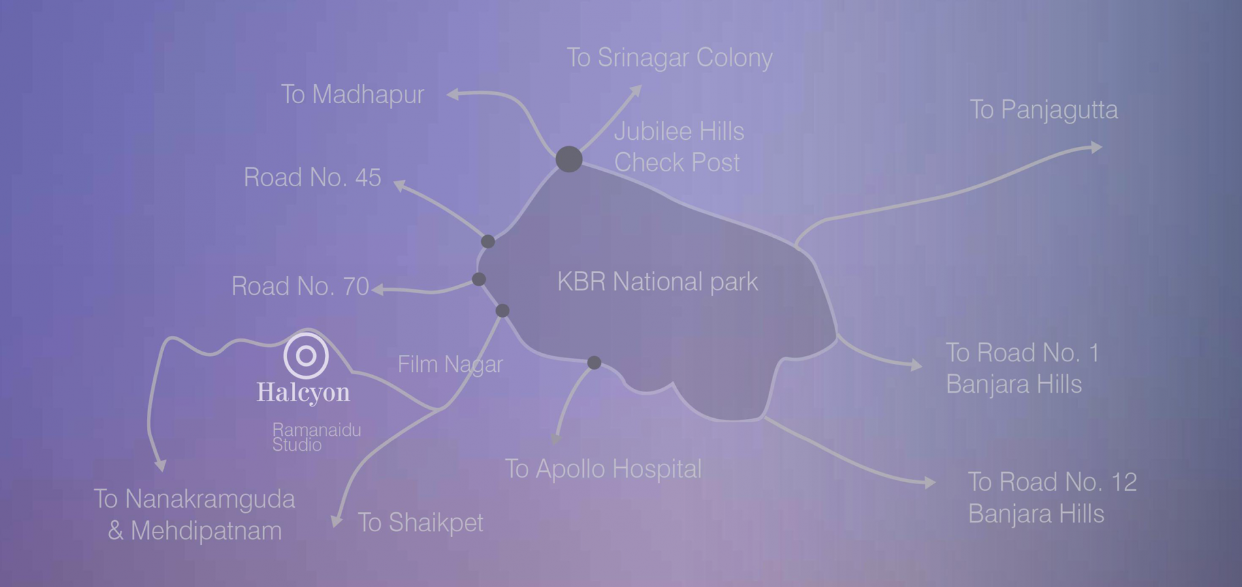 To Srinagar Colony
To Madhapur
To Panjagutta
Jubilee Hills
Check Post
Road No. 45
KBR National park
Road No. 70
To Road No. 1
Banjara Hills
Film Nagar
Halcyon
Ramanaidu
Studio
To Apollo Hospital
To Road No. 12
Banjara Hills
To Nanakramguda
& Mehdipatnam
To Shaikpet